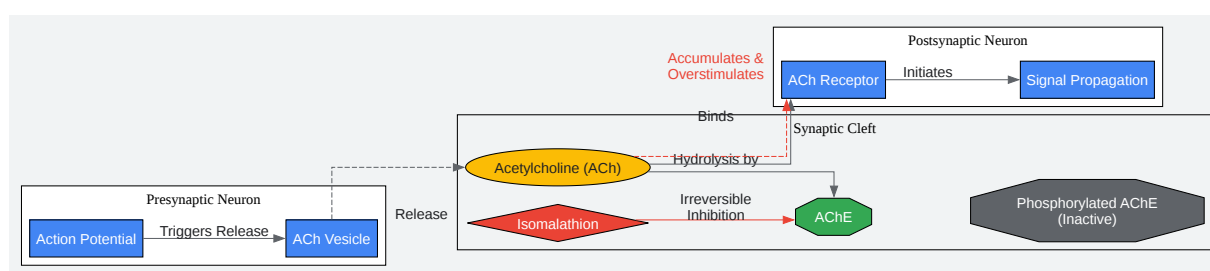 Postsynaptic Neuron
Accumulates &
Overstimulates
ACh Receptor
Initiates
Signal Propagation
Binds
Synaptic Cleft
Acetylcholine (ACh)
Hydrolysis by
Presynaptic Neuron
Action Potential
Triggers Release
ACh Vesicle
Release
Isomalathion
Irreversible
Inhibition
AChE
Phosphorylated AChE
(Inactive)